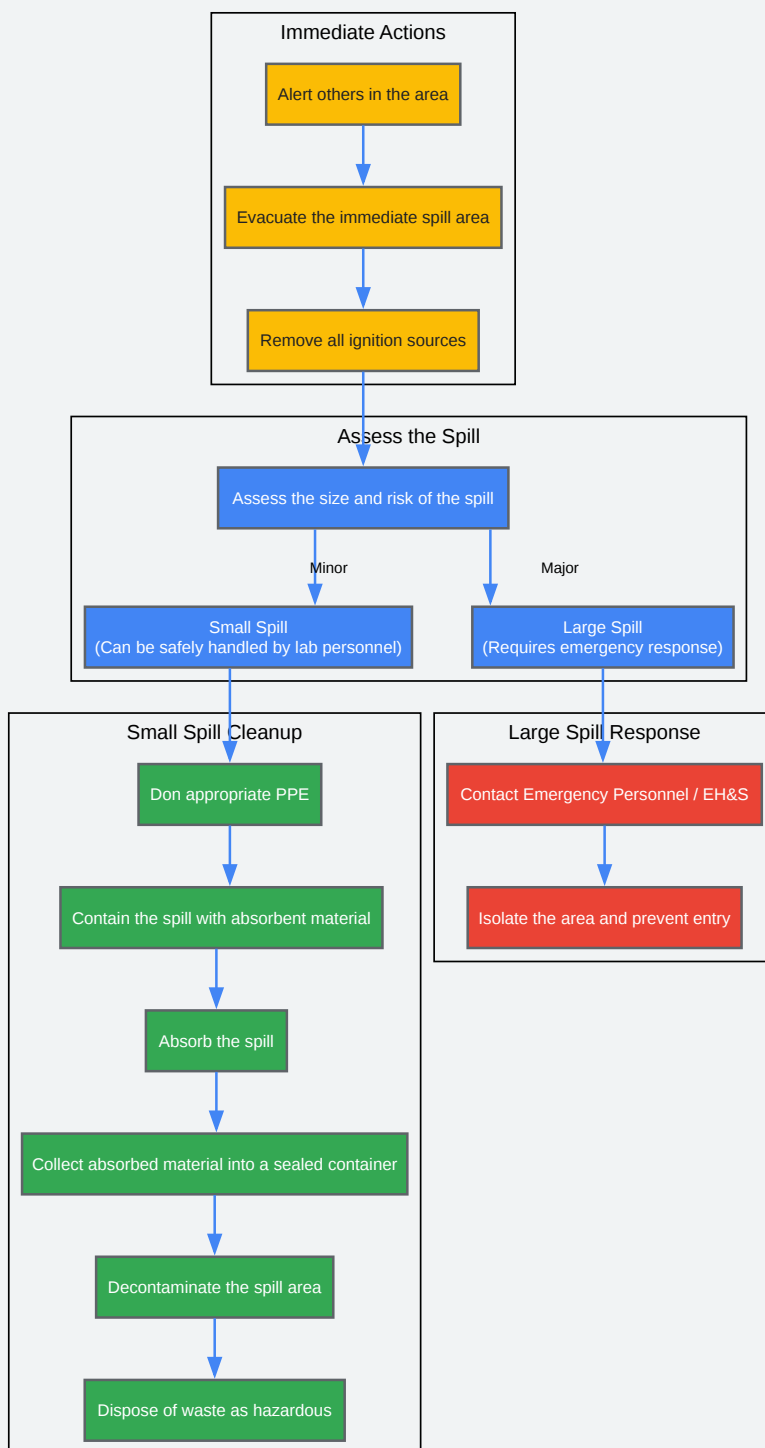 Immediate Actions
Alert others in the area
Evacuate the immediate spill area
Remove all ignition sources
Assess the Spill
Assess the size and risk of the spill
Minor
Major
Small Spill
(Can be safely handled by lab personnel)
Large Spill
(Requires emergency response)
Small Spill Cleanup
Don appropriate PPE
Contain the spill with absorbent material
Absorb the spill
Collect absorbed material into a sealed container
Decontaminate the spill area
Dispose of waste as hazardous
Large Spill Response
Contact Emergency Personnel / EH&S
Isolate the area and prevent entry